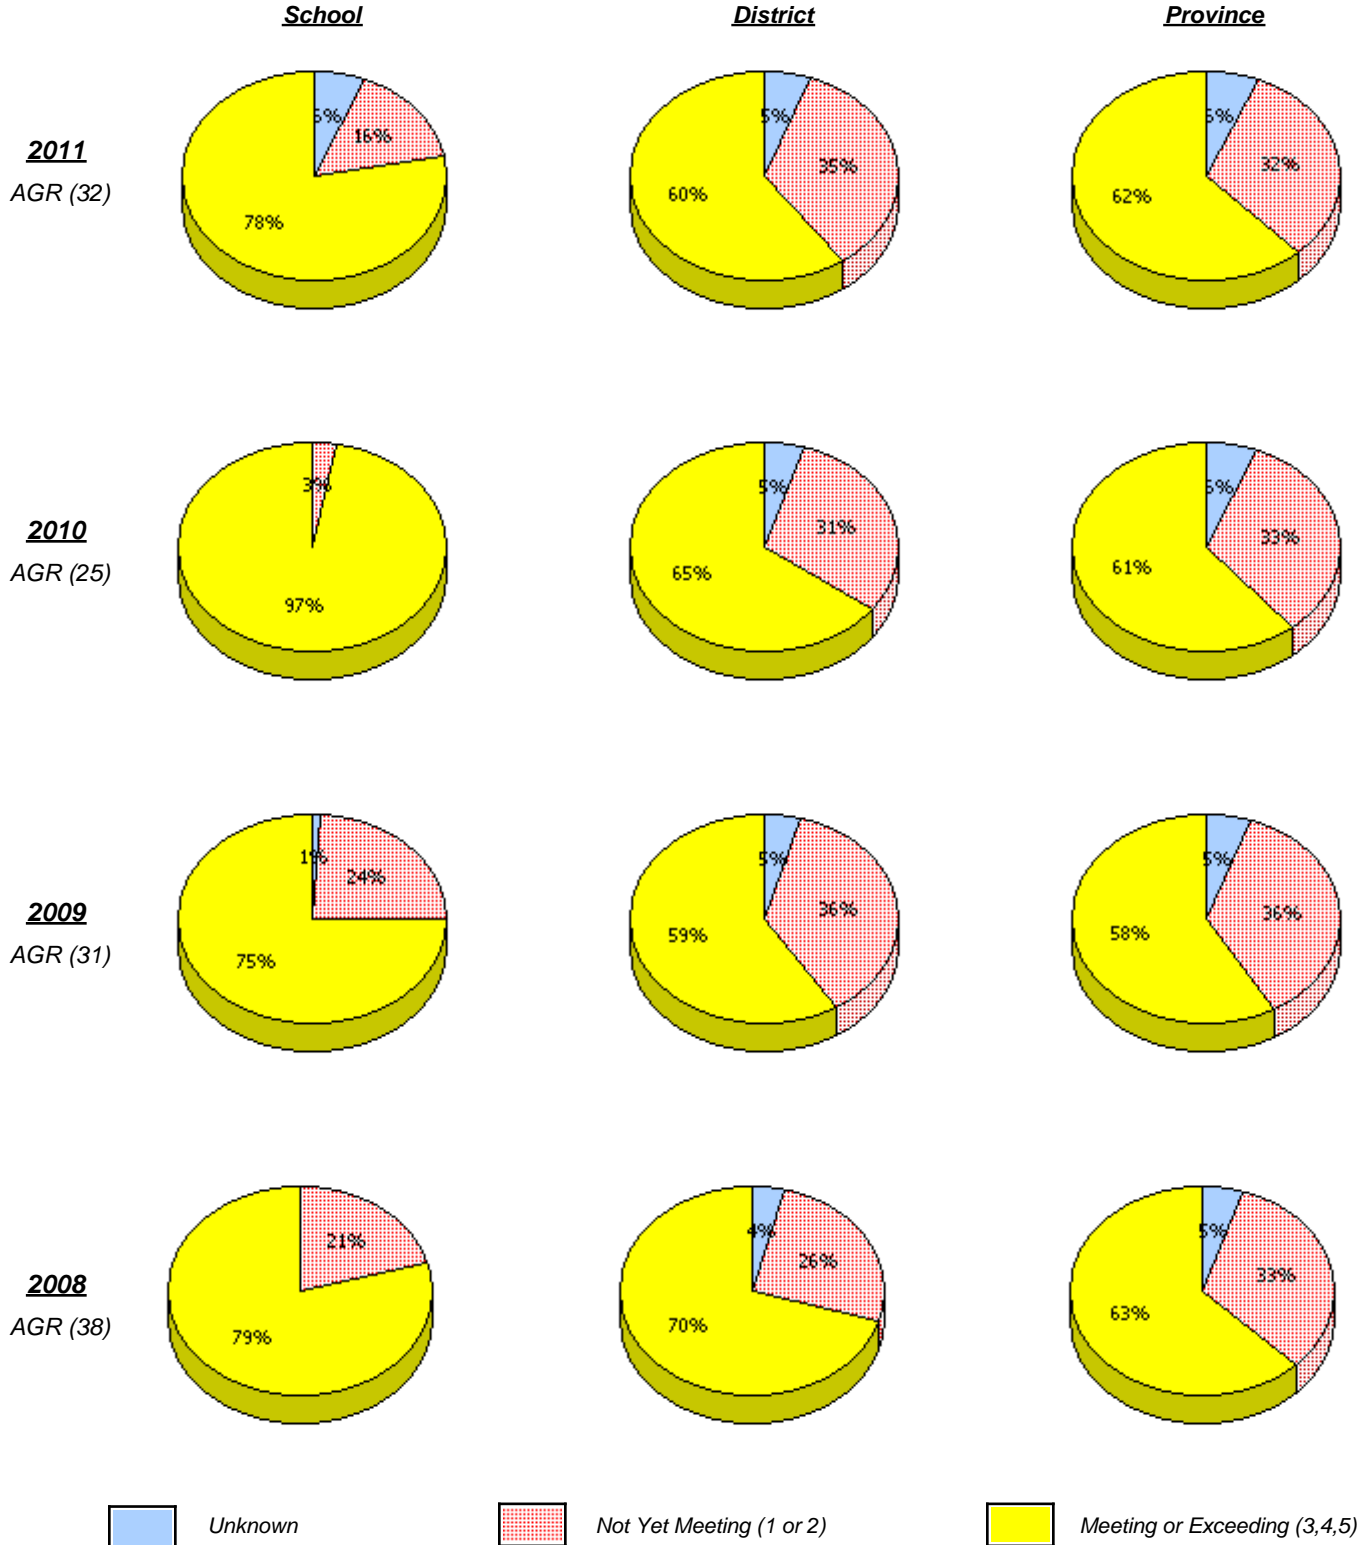 School District Province
2011
AGR (32)
6% 16% 78%
5% 35% 60%
6% 32% 62%
2010
AGR (25)
3% 97%
5% 31% 65%
6% 33% 61%
2009
AGR (31)
1% 24% 75%
5% 36% 59%
5% 36% 58%
2008
AGR (38)
21% 79%
4% 26% 70%
5% 33% 63%
Unknown Not Yet Meeting (1 or 2) Meeting or Exceeding (3,4,5)